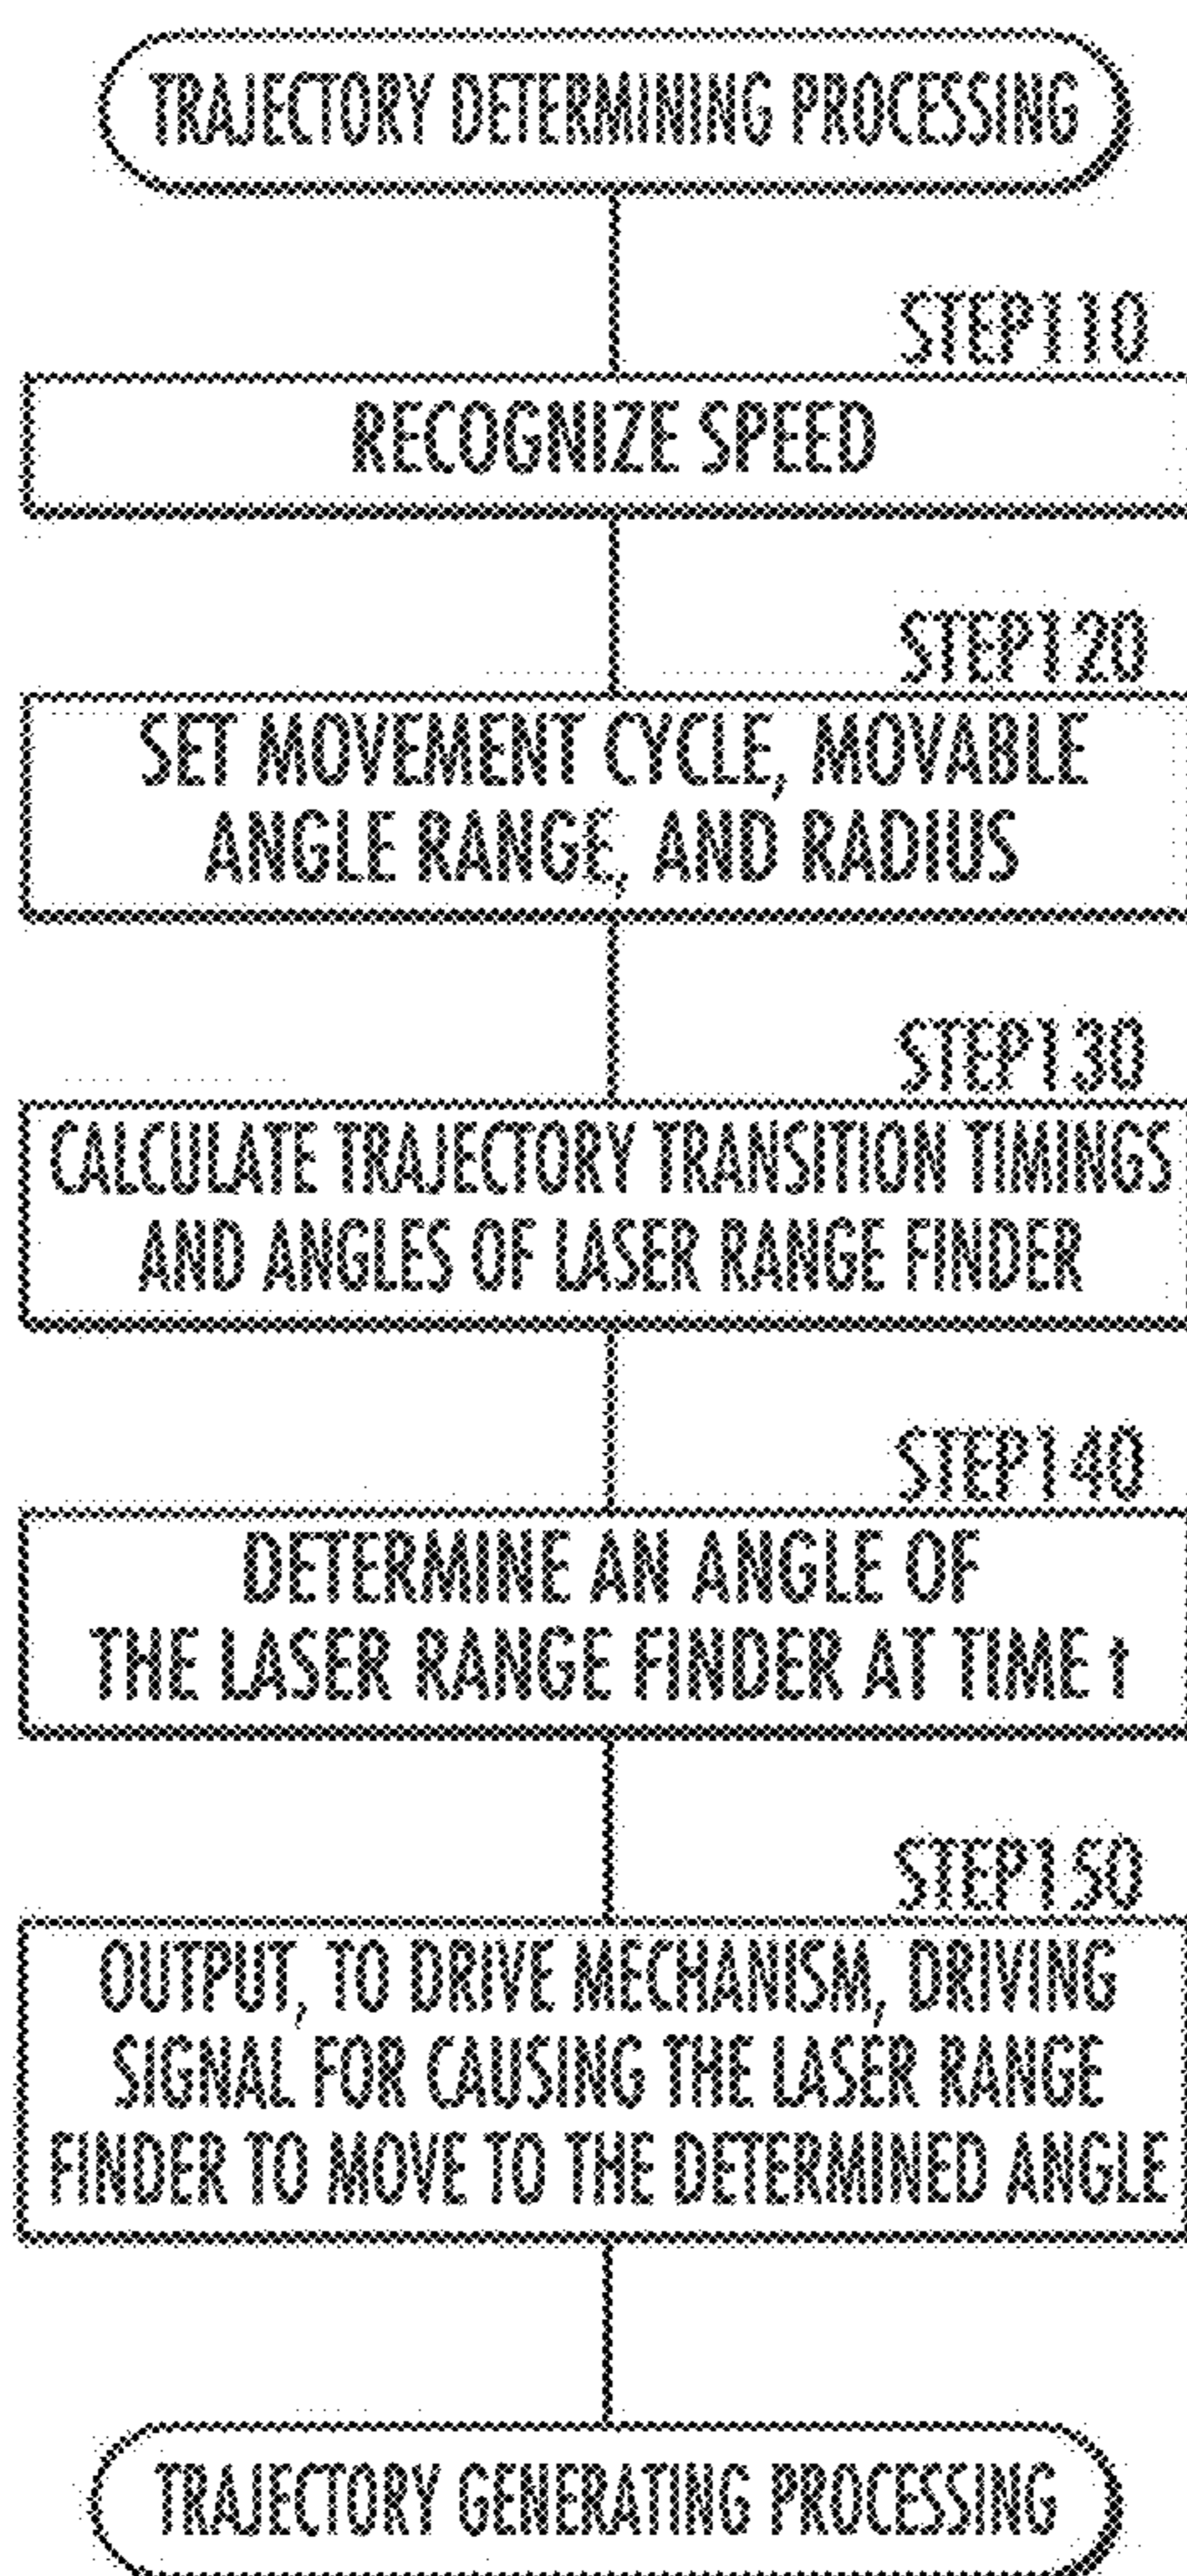 TRAJECTORY DETERMINING PROCESSING
STEP110
RECOGNIZE SPEED
STEP120
SET MOVEMENT CYCLE, MOVABLE
ANGLE RANGE, AND RADIUS
STEP130
CALCULATE TRAJECTORY TRANSITION TIMINGS
AND ANGLES OF LASER RANGE FINDER
STEP140
DETERMINE AN ANGLE OF
THE LASER RANGE FINDER AT TIME t
STEP150
OUTPUT, TO DRIVE MECHANISM, DRIVING
SIGNAL FOR CAUSING THE LASER RANGE
FINDER TO MOVE TO THE DETERMINED ANGLE
TRAJECTORY GENERATING PROCESSING